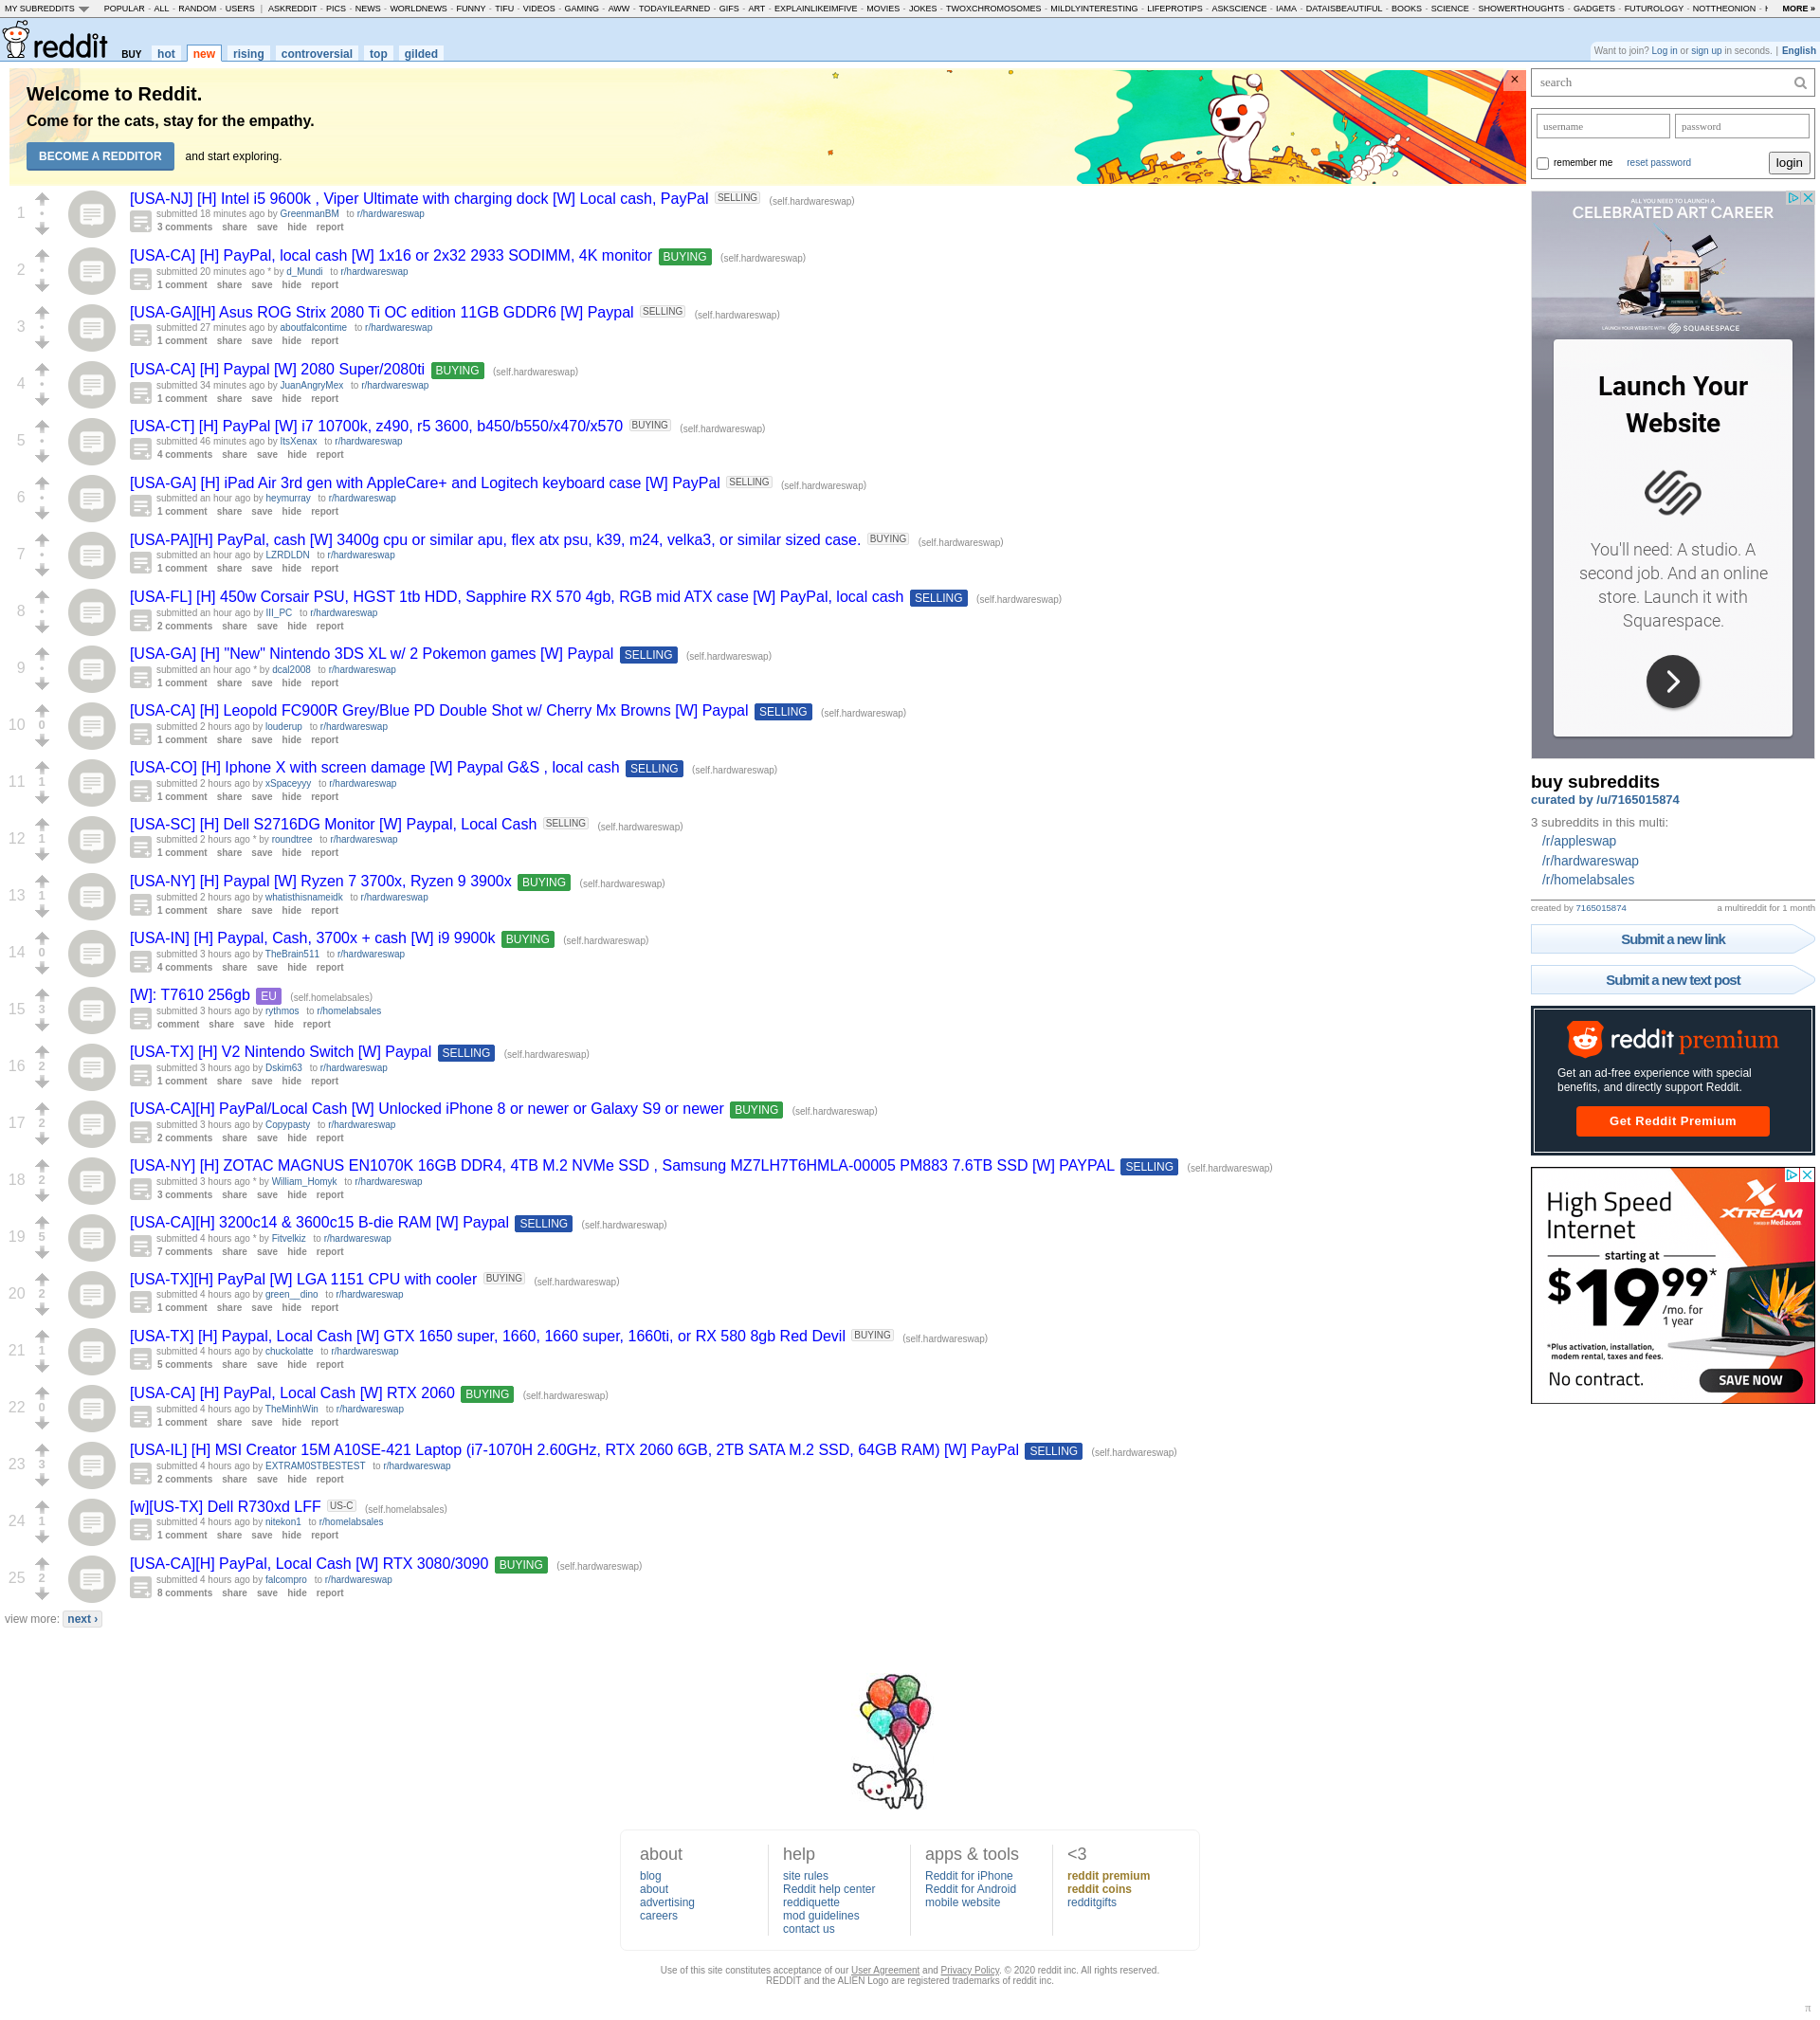 MY SUBREDDITS POPULAR - ALL - RANDOM - USERS | ASKREDDIT - PICS - NEWS - WORLDNEWS - FUNNY - TIFU - VIDEOS - GAMING - AWW - TODAYILEARNED - GIFS - ART - EXPLAINLIKEIMFIVE - MOVIES - JOKES - TWOXCHROMOSOMES - MILDLYINTERESTING - LIFEPROTIPS - ASKSCIENCE - IAMA - DATAISBEAUTIFUL - BOOKS - SCIENCE - SHOWERTHOUGHTS - GADGETS - FUTUROLOGY - NOTTHEONION - MORE »
reddit BUY hot new rising controversial top gilded
Want to join? Log in or sign up in seconds. | English
Welcome to Reddit.
Come for the cats, stay for the empathy.
BECOME A REDDITOR and start exploring.
×
1
[USA-NJ] [H] Intel i5 9600k , Viper Ultimate with charging dock [W] Local cash, PayPal SELLING (self.hardwareswap)
submitted 18 minutes ago by GreenmanBM to r/hardwareswap
3 comments share save hide report
2
[USA-CA] [H] PayPal, local cash [W] 1x16 or 2x32 2933 SODIMM, 4K monitor BUYING (self.hardwareswap)
submitted 20 minutes ago * by d_Mundi to r/hardwareswap
1 comment share save hide report
3
[USA-GA][H] Asus ROG Strix 2080 Ti OC edition 11GB GDDR6 [W] Paypal SELLING (self.hardwareswap)
submitted 27 minutes ago by aboutfalcontime to r/hardwareswap
1 comment share save hide report
4
[USA-CA] [H] Paypal [W] 2080 Super/2080ti BUYING (self.hardwareswap)
submitted 34 minutes ago by JuanAngryMex to r/hardwareswap
1 comment share save hide report
5
[USA-CT] [H] PayPal [W] i7 10700k, z490, r5 3600, b450/b550/x470/x570 BUYING (self.hardwareswap)
submitted 46 minutes ago by ItsXenax to r/hardwareswap
4 comments share save hide report
6
[USA-GA] [H] iPad Air 3rd gen with AppleCare+ and Logitech keyboard case [W] PayPal SELLING (self.hardwareswap)
submitted an hour ago by heymurray to r/hardwareswap
1 comment share save hide report
7
[USA-PA][H] PayPal, cash [W] 3400g cpu or similar apu, flex atx psu, k39, m24, velka3, or similar sized case. BUYING (self.hardwareswap)
submitted an hour ago by LZRDLDN to r/hardwareswap
1 comment share save hide report
8
[USA-FL] [H] 450w Corsair PSU, HGST 1tb HDD, Sapphire RX 570 4gb, RGB mid ATX case [W] PayPal, local cash SELLING (self.hardwareswap)
submitted an hour ago by III_PC to r/hardwareswap
2 comments share save hide report
9
[USA-GA] [H] "New" Nintendo 3DS XL w/ 2 Pokemon games [W] Paypal SELLING (self.hardwareswap)
submitted an hour ago * by dcal2008 to r/hardwareswap
1 comment share save hide report
10 0
[USA-CA] [H] Leopold FC900R Grey/Blue PD Double Shot w/ Cherry Mx Browns [W] Paypal SELLING (self.hardwareswap)
submitted 2 hours ago by louderup to r/hardwareswap
1 comment share save hide report
11 1
[USA-CO] [H] Iphone X with screen damage [W] Paypal G&S , local cash SELLING (self.hardwareswap)
submitted 2 hours ago by xSpaceyyy to r/hardwareswap
1 comment share save hide report
12 1
[USA-SC] [H] Dell S2716DG Monitor [W] Paypal, Local Cash SELLING (self.hardwareswap)
submitted 2 hours ago * by roundtree to r/hardwareswap
1 comment share save hide report
13 1
[USA-NY] [H] Paypal [W] Ryzen 7 3700x, Ryzen 9 3900x BUYING (self.hardwareswap)
submitted 2 hours ago by whatisthisnameidk to r/hardwareswap
1 comment share save hide report
14 0
[USA-IN] [H] Paypal, Cash, 3700x + cash [W] i9 9900k BUYING (self.hardwareswap)
submitted 3 hours ago by TheBrain511 to r/hardwareswap
4 comments share save hide report
15 3
[W]: T7610 256gb EU (self.homelabsales)
submitted 3 hours ago by rythmos to r/homelabsales
comment share save hide report
16 2
[USA-TX] [H] V2 Nintendo Switch [W] Paypal SELLING (self.hardwareswap)
submitted 3 hours ago by Dskim63 to r/hardwareswap
1 comment share save hide report
17 2
[USA-CA][H] PayPal/Local Cash [W] Unlocked iPhone 8 or newer or Galaxy S9 or newer BUYING (self.hardwareswap)
submitted 3 hours ago by Copypasty to r/hardwareswap
2 comments share save hide report
18 2
[USA-NY] [H] ZOTAC MAGNUS EN1070K 16GB DDR4, 4TB M.2 NVMe SSD , Samsung MZ7LH7T6HMLA-00005 PM883 7.6TB SSD [W] PAYPAL SELLING (self.hardwareswap)
submitted 3 hours ago * by William_Homyk to r/hardwareswap
3 comments share save hide report
19 5
[USA-CA][H] 3200c14 & 3600c15 B-die RAM [W] Paypal SELLING (self.hardwareswap)
submitted 4 hours ago * by Fitvelkiz to r/hardwareswap
7 comments share save hide report
20 2
[USA-TX][H] PayPal [W] LGA 1151 CPU with cooler BUYING (self.hardwareswap)
submitted 4 hours ago by green__dino to r/hardwareswap
1 comment share save hide report
21 1
[USA-TX] [H] Paypal, Local Cash [W] GTX 1650 super, 1660, 1660 super, 1660ti, or RX 580 8gb Red Devil BUYING (self.hardwareswap)
submitted 4 hours ago by chuckolatte to r/hardwareswap
5 comments share save hide report
22 0
[USA-CA] [H] PayPal, Local Cash [W] RTX 2060 BUYING (self.hardwareswap)
submitted 4 hours ago by TheMinhWin to r/hardwareswap
1 comment share save hide report
23 3
[USA-IL] [H] MSI Creator 15M A10SE-421 Laptop (i7-1070H 2.60GHz, RTX 2060 6GB, 2TB SATA M.2 SSD, 64GB RAM) [W] PayPal SELLING (self.hardwareswap)
submitted 4 hours ago by EXTRAM0STBESTEST to r/hardwareswap
2 comments share save hide report
24 1
[w][US-TX] Dell R730xd LFF US-C (self.homelabsales)
submitted 4 hours ago by nitekon1 to r/homelabsales
1 comment share save hide report
25 2
[USA-CA][H] PayPal, Local Cash [W] RTX 3080/3090 BUYING (self.hardwareswap)
submitted 4 hours ago by falcompro to r/hardwareswap
8 comments share save hide report
view more: next ›
search
username password
remember me reset password login
ALL YOU NEED TO LAUNCH A
CELEBRATED ART CAREER
LAUNCH YOUR WEBSITE WITH SQUARESPACE
Launch Your
Website
You'll need: A studio. A
second job. And an online
store. Launch it with
Squarespace.
buy subreddits
curated by /u/7165015874
3 subreddits in this multi:
/r/appleswap
/r/hardwareswap
/r/homelabsales
created by 7165015874 a multireddit for 1 month
Submit a new link
Submit a new text post
reddit premium
Get an ad-free experience with special
benefits, and directly support Reddit.
Get Reddit Premium
High Speed
Internet
XTREAM
POWERED BY Mediacom
starting at
$19.99*
/mo. for
1 year
*Plus activation, installation,
modem rental, taxes and fees.
No contract.
SAVE NOW
about
blog
about
advertising
careers
help
site rules
Reddit help center
reddiquette
mod guidelines
contact us
apps & tools
Reddit for iPhone
Reddit for Android
mobile website
<3
reddit premium
reddit coins
redditgifts
Use of this site constitutes acceptance of our User Agreement and Privacy Policy. © 2020 reddit inc. All rights reserved.
REDDIT and the ALIEN Logo are registered trademarks of reddit inc.
π